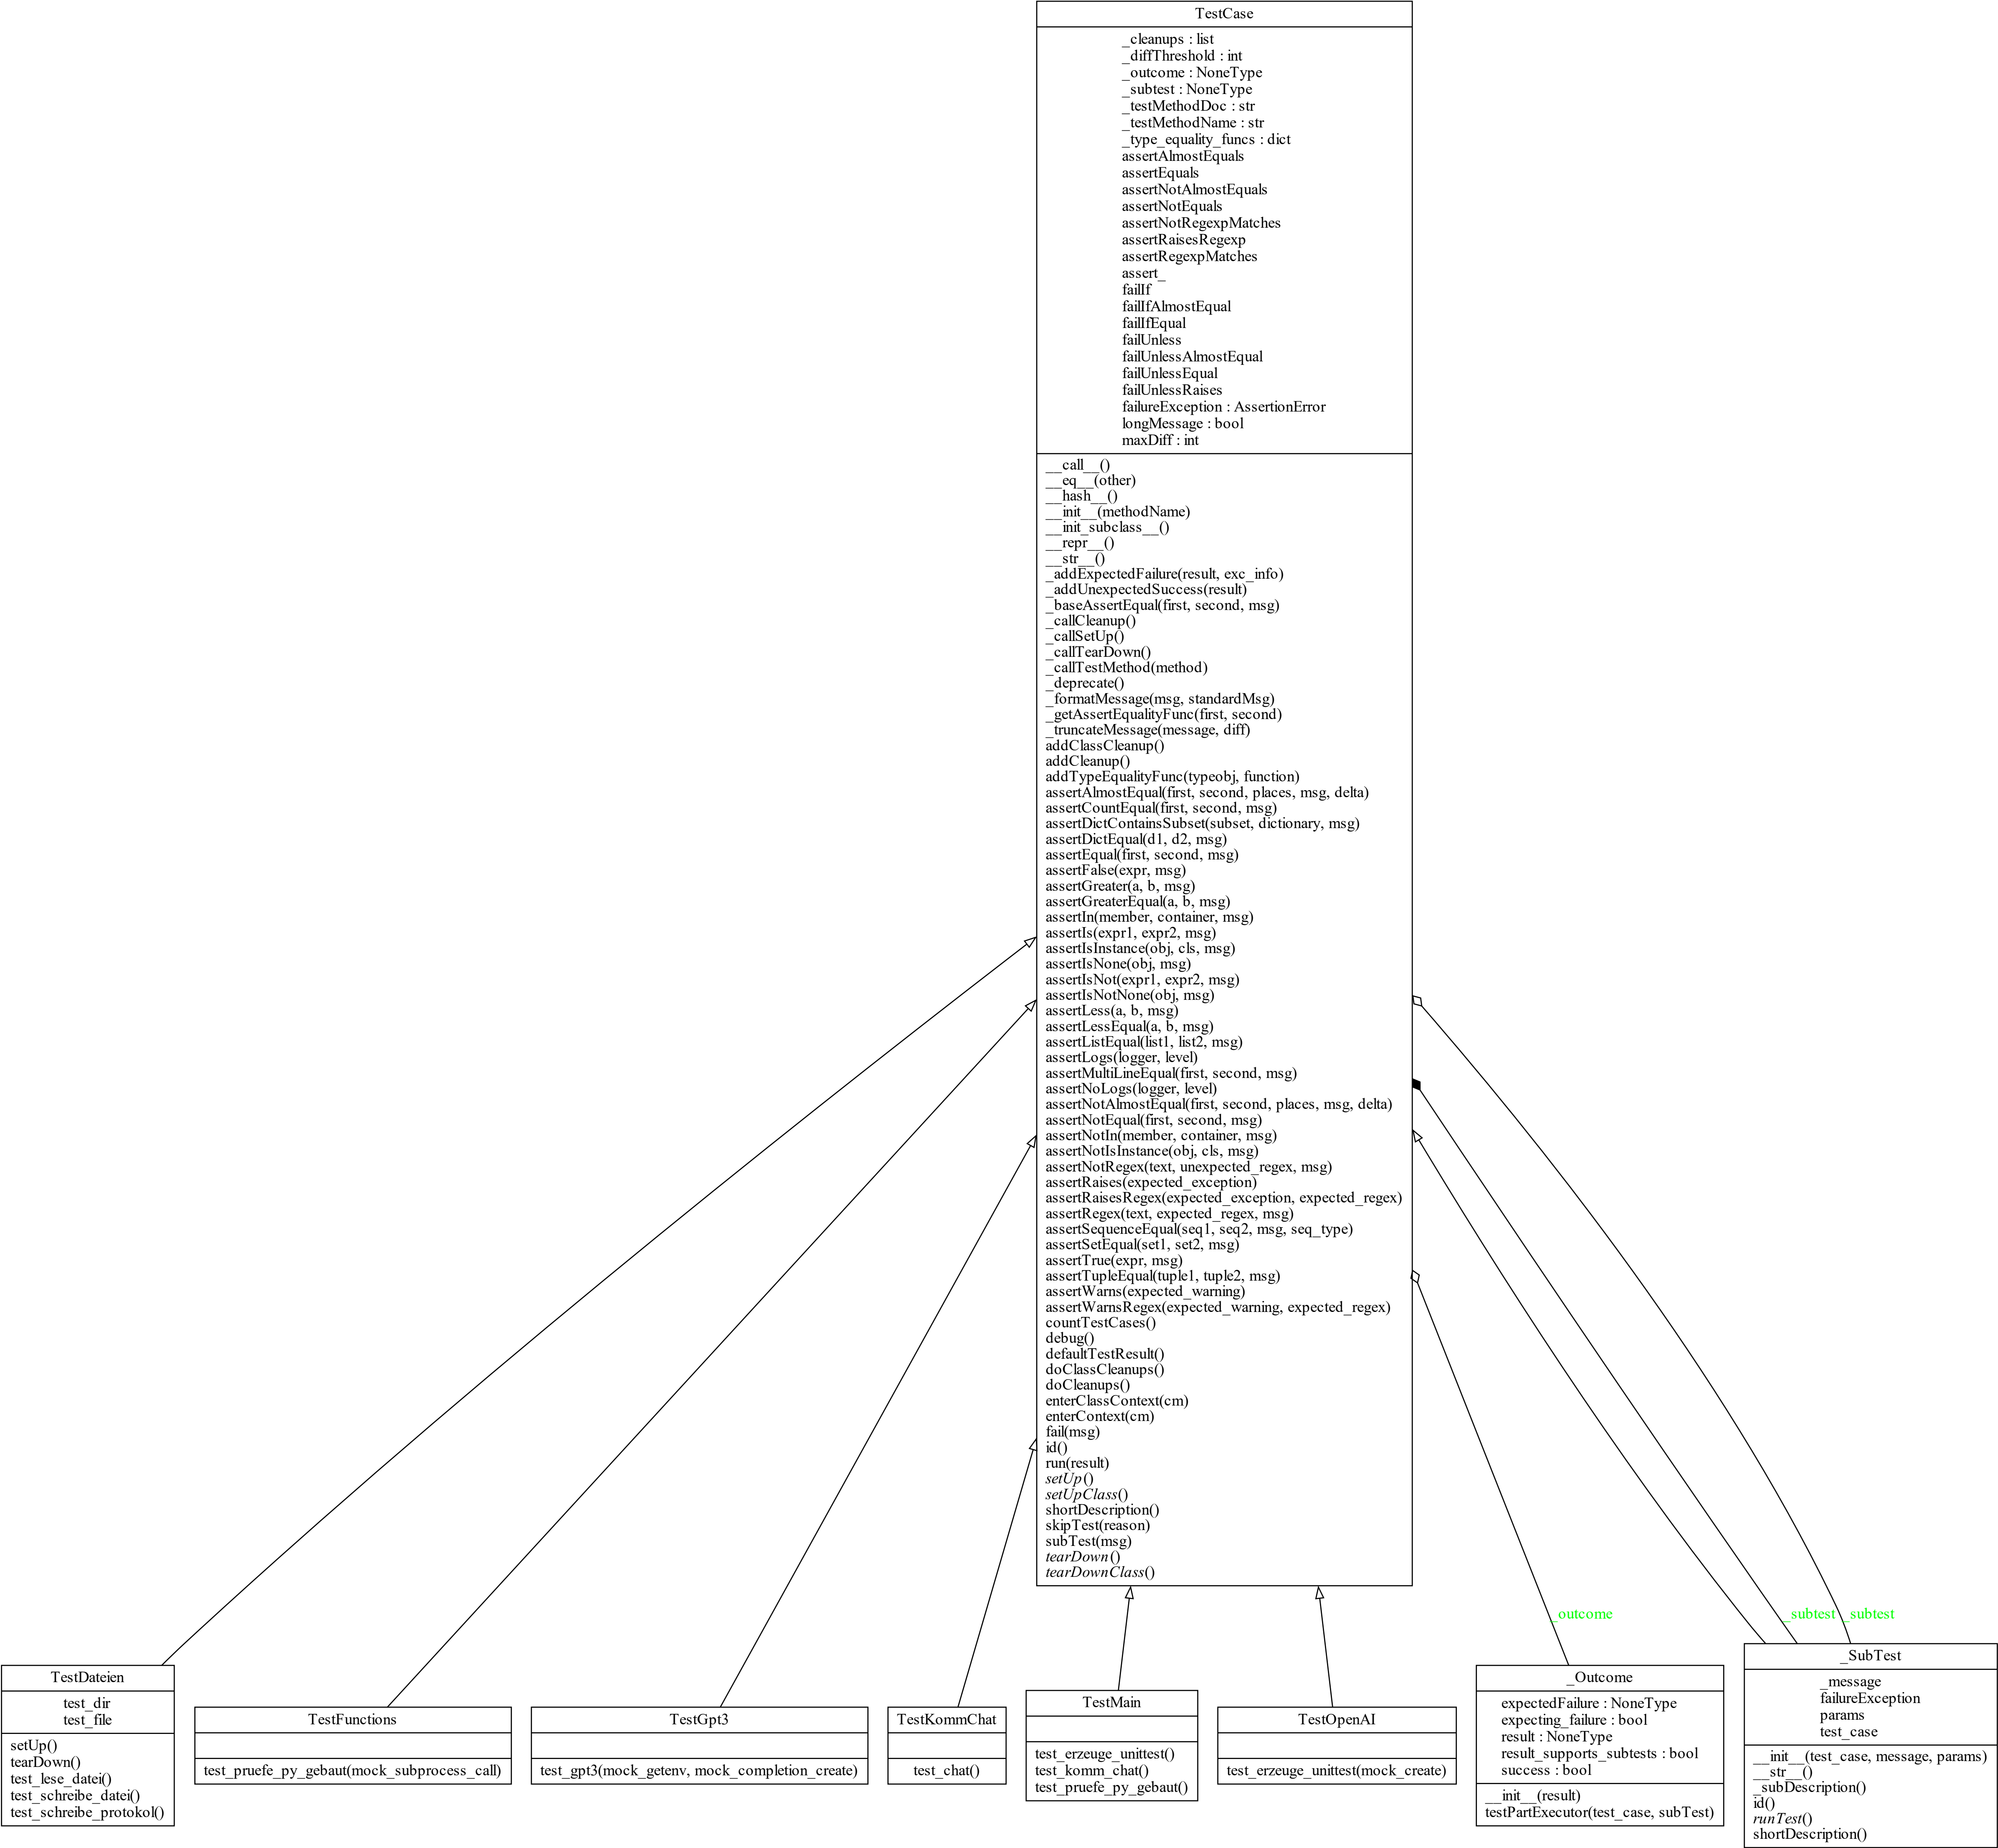 TestCase
_cleanups : list
_diffThreshold : int
_outcome : NoneType
_subtest : NoneType
_testMethodDoc : str
_testMethodName : str
_type_equality_funcs : dict
assertAlmostEquals
assertEquals
assertNotAlmostEquals
assertNotEquals
assertNotRegexpMatches
assertRaisesRegexp
assertRegexpMatches
assert_
failIf
failIfAlmostEqual
failIfEqual
failUnless
failUnlessAlmostEqual
failUnlessEqual
failUnlessRaises
failureException : AssertionError
longMessage : bool
maxDiff : int
__call__()
__eq__(other)
__hash__()
__init__(methodName)
__init_subclass__()
__repr__()
__str__()
_addExpectedFailure(result, exc_info)
_addUnexpectedSuccess(result)
_baseAssertEqual(first, second, msg)
_callCleanup()
_callSetUp()
_callTearDown()
_callTestMethod(method)
_deprecate()
_formatMessage(msg, standardMsg)
_getAssertEqualityFunc(first, second)
_truncateMessage(message, diff)
addClassCleanup()
addCleanup()
addTypeEqualityFunc(typeobj, function)
assertAlmostEqual(first, second, places, msg, delta)
assertCountEqual(first, second, msg)
assertDictContainsSubset(subset, dictionary, msg)
assertDictEqual(d1, d2, msg)
assertEqual(first, second, msg)
assertFalse(expr, msg)
assertGreater(a, b, msg)
assertGreaterEqual(a, b, msg)
assertIn(member, container, msg)
assertIs(expr1, expr2, msg)
assertIsInstance(obj, cls, msg)
assertIsNone(obj, msg)
assertIsNot(expr1, expr2, msg)
assertIsNotNone(obj, msg)
assertLess(a, b, msg)
assertLessEqual(a, b, msg)
assertListEqual(list1, list2, msg)
assertLogs(logger, level)
assertMultiLineEqual(first, second, msg)
assertNoLogs(logger, level)
assertNotAlmostEqual(first, second, places, msg, delta)
assertNotEqual(first, second, msg)
assertNotIn(member, container, msg)
assertNotIsInstance(obj, cls, msg)
assertNotRegex(text, unexpected_regex, msg)
assertRaises(expected_exception)
assertRaisesRegex(expected_exception, expected_regex)
assertRegex(text, expected_regex, msg)
assertSequenceEqual(seq1, seq2, msg, seq_type)
assertSetEqual(set1, set2, msg)
assertTrue(expr, msg)
assertTupleEqual(tuple1, tuple2, msg)
assertWarns(expected_warning)
assertWarnsRegex(expected_warning, expected_regex)
countTestCases()
debug()
defaultTestResult()
doClassCleanups()
doCleanups()
enterClassContext(cm)
enterContext(cm)
fail(msg)
id()
run(result)
setUp()
setUpClass()
shortDescription()
skipTest(reason)
subTest(msg)
tearDown()
tearDownClass()
_outcome
_subtest
_subtest
TestDateien
test_dir
test_file
setUp()
tearDown()
test_lese_datei()
test_schreibe_datei()
test_schreibe_protokol()
TestFunctions
test_pruefe_py_gebaut(mock_subprocess_call)
TestGpt3
test_gpt3(mock_getenv, mock_completion_create)
TestKommChat
test_chat()
TestMain
test_erzeuge_unittest()
test_komm_chat()
test_pruefe_py_gebaut()
TestOpenAI
test_erzeuge_unittest(mock_create)
_Outcome
expectedFailure : NoneType
expecting_failure : bool
result : NoneType
result_supports_subtests : bool
success : bool
__init__(result)
testPartExecutor(test_case, subTest)
_SubTest
_message
failureException
params
test_case
__init__(test_case, message, params)
__str__()
_subDescription()
id()
runTest()
shortDescription()